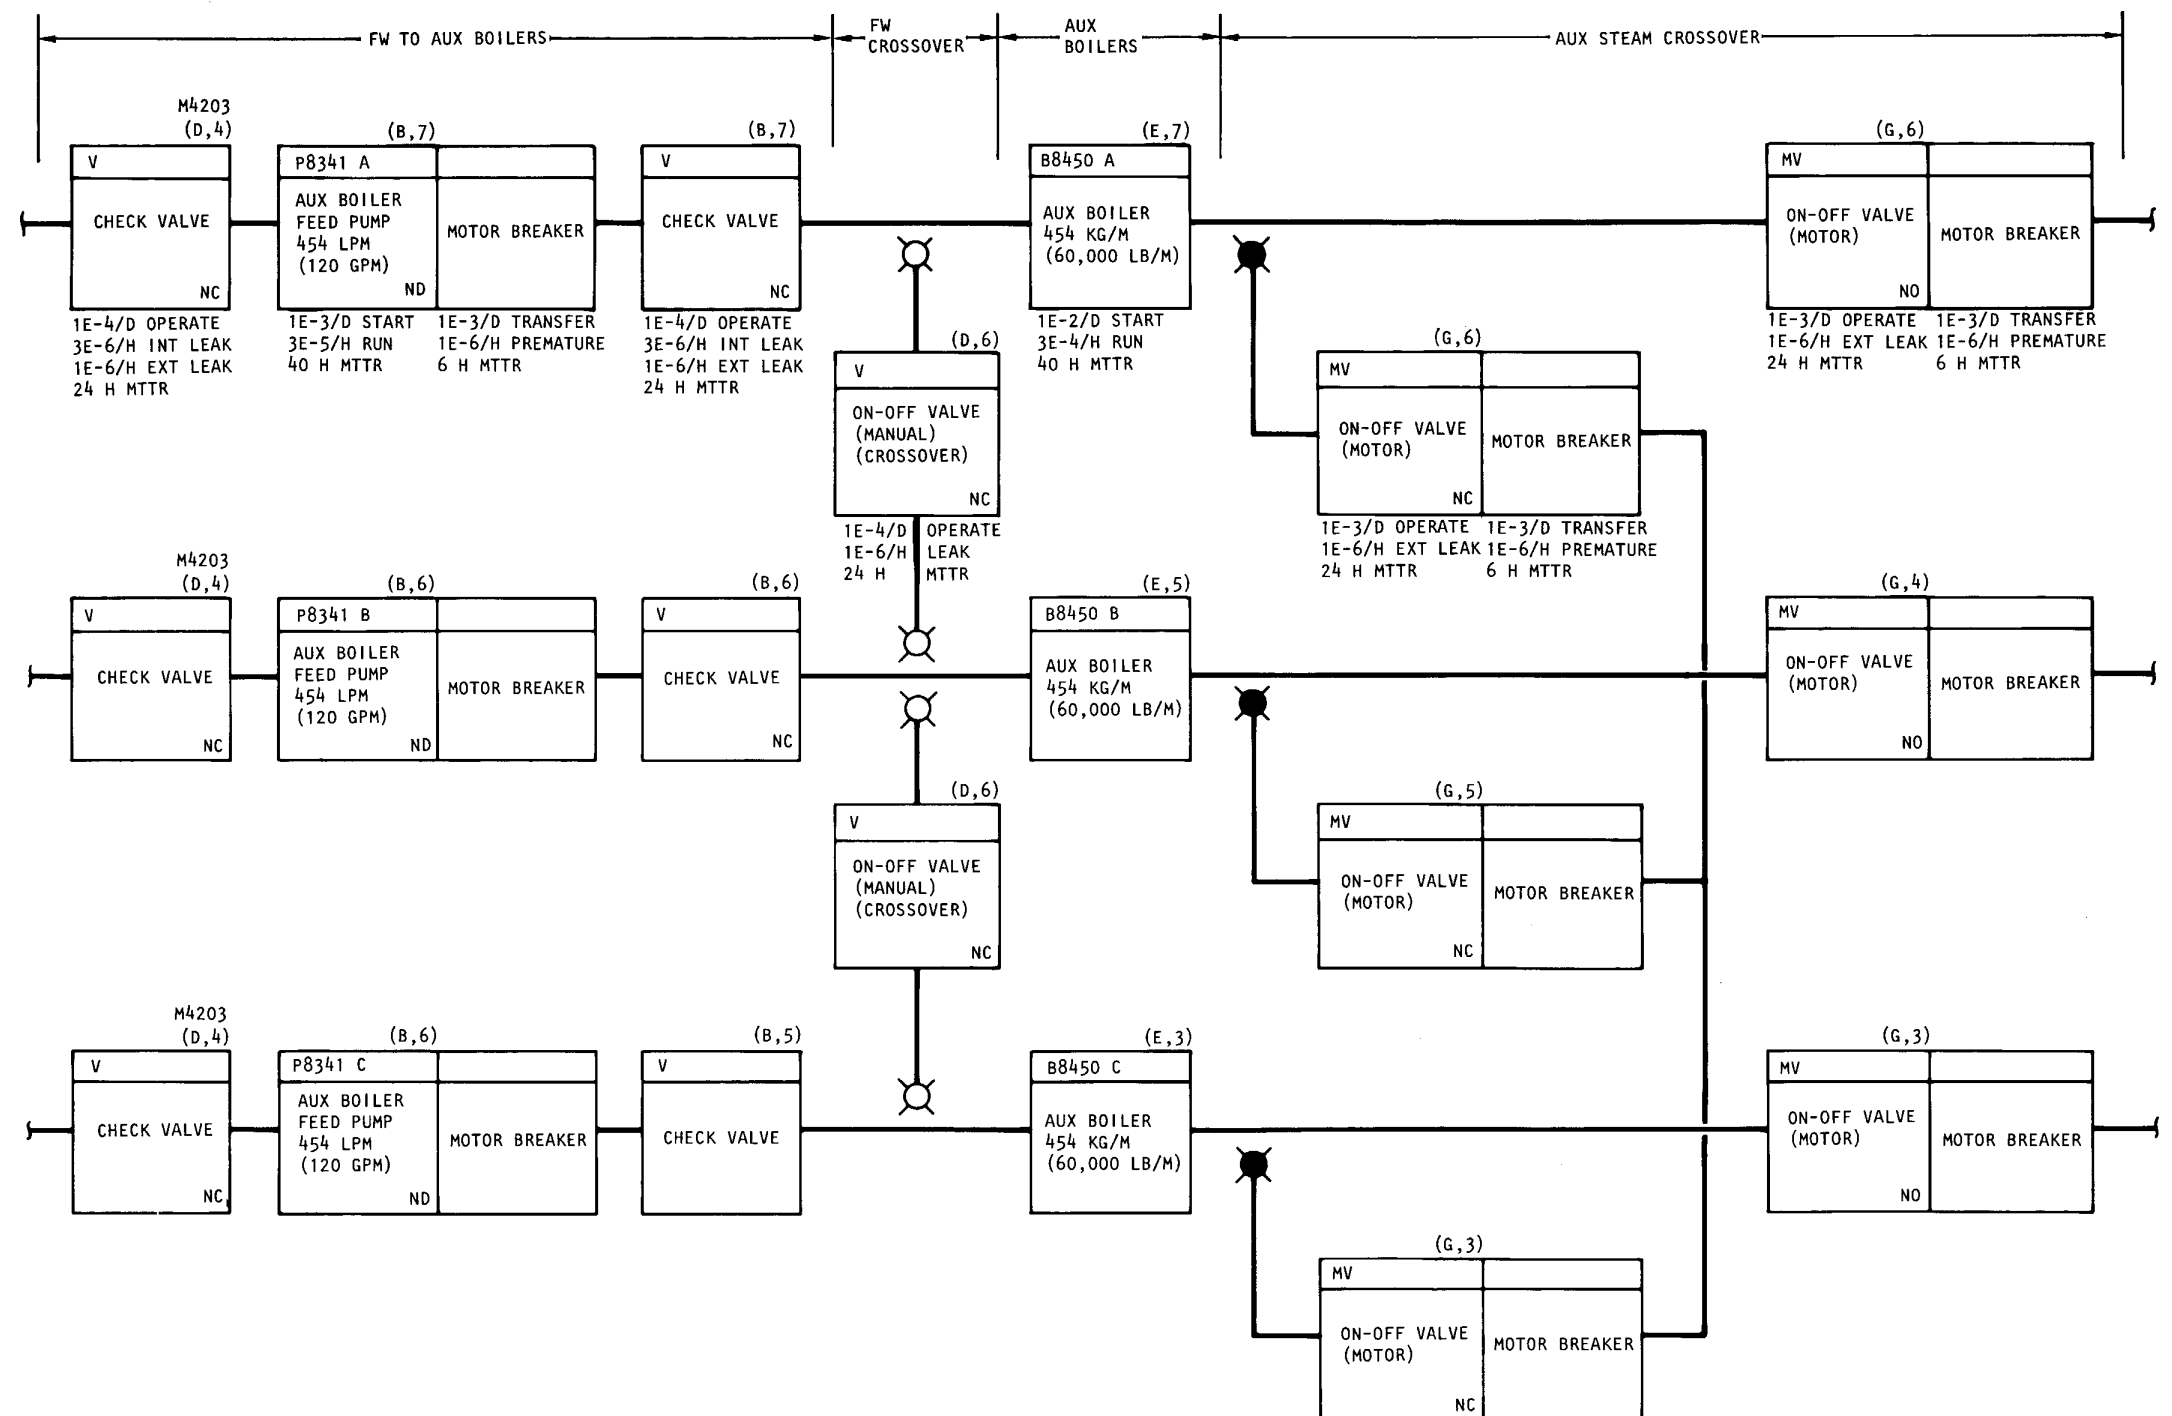 FW TO AUX BOILERS
FW
CROSSOVER
AUX
BOILERS
AUX STEAM CROSSOVER
M4203
(D,4)
V
CHECK VALVE
NC
1E-4/D OPERATE
3E-6/H INT LEAK
1E-6/H EXT LEAK
24 H MTTR
(B,7)
P8341 A
AUX BOILER
FEED PUMP
454 LPM
(120 GPM)
ND
MOTOR BREAKER
1E-3/D START
3E-5/H RUN
40 H MTTR
1E-3/D TRANSFER
1E-6/H PREMATURE
6 H MTTR
(B,7)
V
CHECK VALVE
NC
1E-4/D OPERATE
3E-6/H INT LEAK
1E-6/H EXT LEAK
24 H MTTR
(D,6)
V
ON-OFF VALVE
(MANUAL)
(CROSSOVER)
NC
1E-4/D OPERATE
1E-6/H LEAK
24 H MTTR
(E,7)
B8450 A
AUX BOILER
454 KG/M
(60,000 LB/M)
1E-2/D START
3E-4/H RUN
40 H MTTR
(G,6)
MV
ON-OFF VALVE
(MOTOR)
NC
MOTOR BREAKER
1E-3/D OPERATE
1E-6/H EXT LEAK
24 H MTTR
1E-3/D TRANSFER
1E-6/H PREMATURE
6 H MTTR
(G,6)
MV
ON-OFF VALVE
(MOTOR)
NO
MOTOR BREAKER
1E-3/D OPERATE
1E-6/H EXT LEAK
24 H MTTR
1E-3/D TRANSFER
1E-6/H PREMATURE
6 H MTTR
M4203
(D,4)
V
CHECK VALVE
NC
(B,6)
P8341 B
AUX BOILER
FEED PUMP
454 LPM
(120 GPM)
ND
MOTOR BREAKER
(B,6)
V
CHECK VALVE
NC
(D,6)
V
ON-OFF VALVE
(MANUAL)
(CROSSOVER)
NC
(E,5)
B8450 B
AUX BOILER
454 KG/M
(60,000 LB/M)
(G,5)
MV
ON-OFF VALVE
(MOTOR)
NC
MOTOR BREAKER
(G,4)
MV
ON-OFF VALVE
(MOTOR)
NO
MOTOR BREAKER
M4203
(D,4)
V
CHECK VALVE
NC
(B,6)
P8341 C
AUX BOILER
FEED PUMP
454 LPM
(120 GPM)
ND
MOTOR BREAKER
(B,5)
V
CHECK VALVE
(E,3)
B8450 C
AUX BOILER
454 KG/M
(60,000 LB/M)
(G,3)
MV
ON-OFF VALVE
(MOTOR)
NC
MOTOR BREAKER
(G,3)
MV
ON-OFF VALVE
(MOTOR)
NO
MOTOR BREAKER